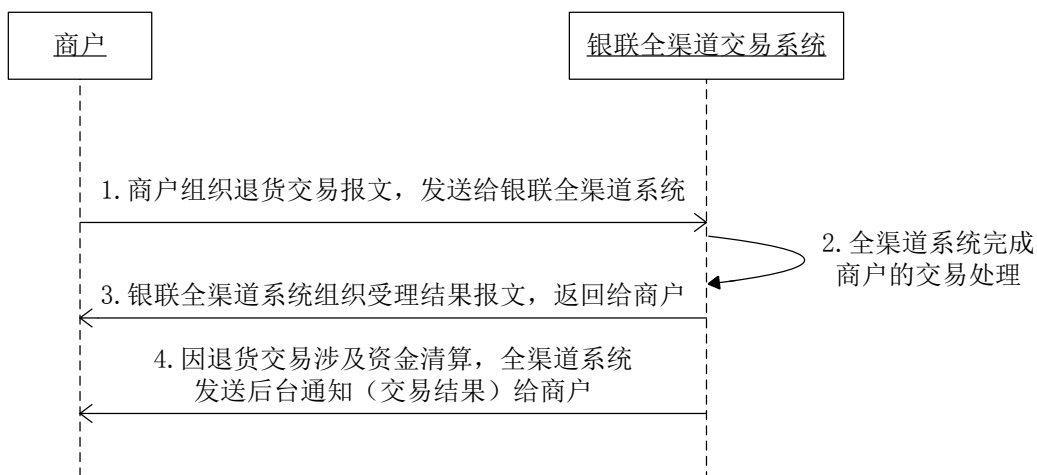 商户
银联全渠道交易系统
1.商户组织退货交易报文，发送给银联全渠道系统
2.全渠道系统完成
商户的交易处理
3.银联全渠道系统组织受理结果报文，返回给商户
4.因退货交易涉及资金清算，全渠道系统
发送后台通知（交易结果）给商户